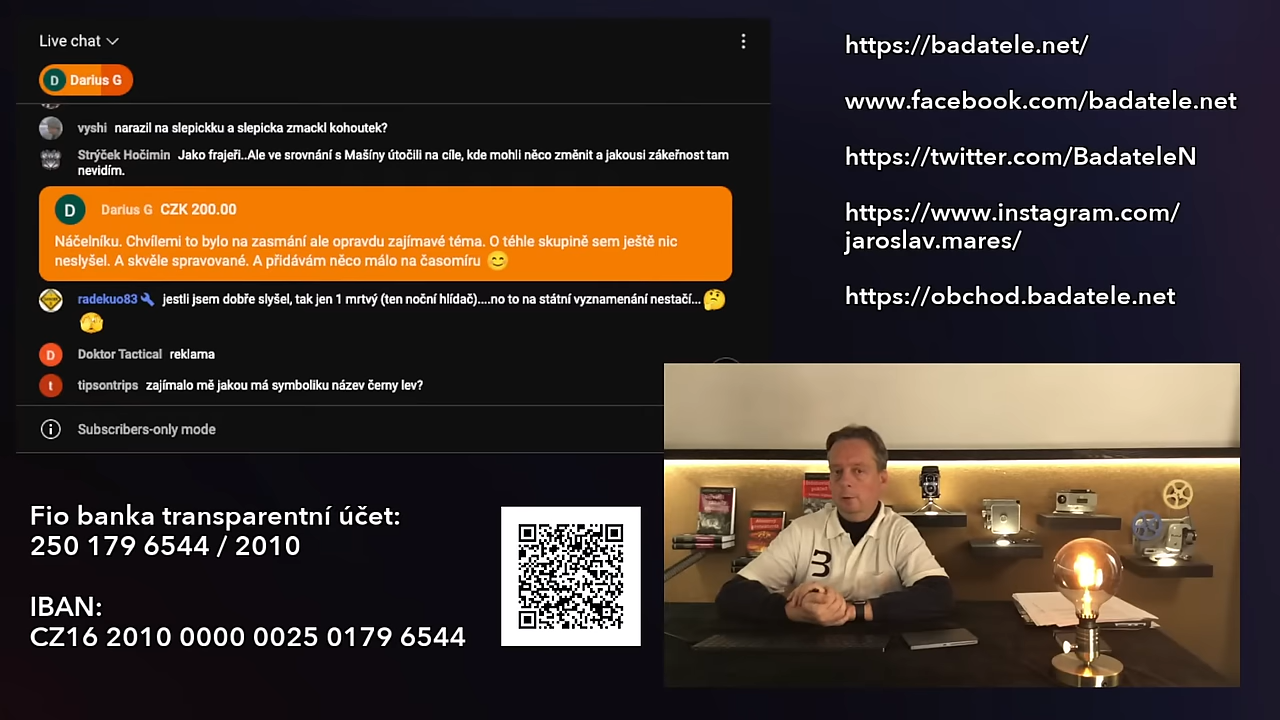 Live chat
D Darius G
vyshi narazil na slepickku a slepicka zmackl kohoutek?
Strýček Hočimin Jako frajeři..Ale ve srovnání s Mašíny útočili na cíle, kde mohli něco změnit a jakousi zákeřnost tam
nevidím.
D Darius G CZK 200.00
Náčelníku. Chvílemi to bylo na zasmání ale opravdu zajímavé téma. O téhle skupině sem ještě nic
neslyšel. A skvěle spravované. A přidávám něco málo na časomíru 😊
radekuo83 jestli jsem dobře slyšel, tak jen 1 mrtvý (ten noční hlídač)....no to na státní vyznamenání nestačí... 🤔
🫣
D Doktor Tactical reklama
t tipsontrips zajímalo mě jakou má symboliku název černy lev?
Subscribers-only mode
https://badatele.net/
www.facebook.com/badatele.net
https://twitter.com/BadateleN
https://www.instagram.com/
jaroslav.mares/
https://obchod.badatele.net
Fio banka transparentní účet:
250 179 6544 / 2010
IBAN:
CZ16 2010 0000 0025 0179 6544